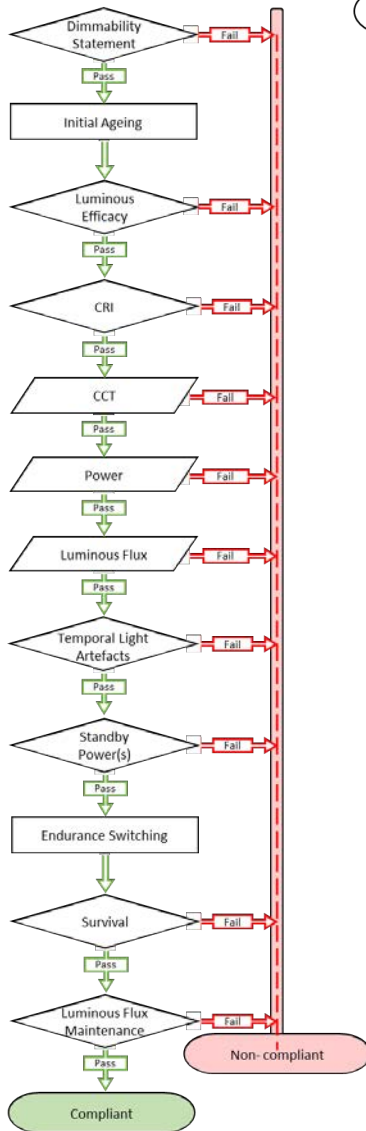 Dimmability
Statement
Fail
Pass
Initial Ageing
Luminous
Efficacy
Fail
Pass
CRI
Fail
Pass
CCT
Fail
Pass
Power
Fail
Pass
Luminous Flux
Fail
Pass
Temporal Light
Artefacts
Fail
Pass
Standby
Power(s)
Fail
Pass
Endurance Switching
Survival
Fail
Pass
Luminous Flux
Maintenance
Fail
Pass
Non- compliant
Compliant